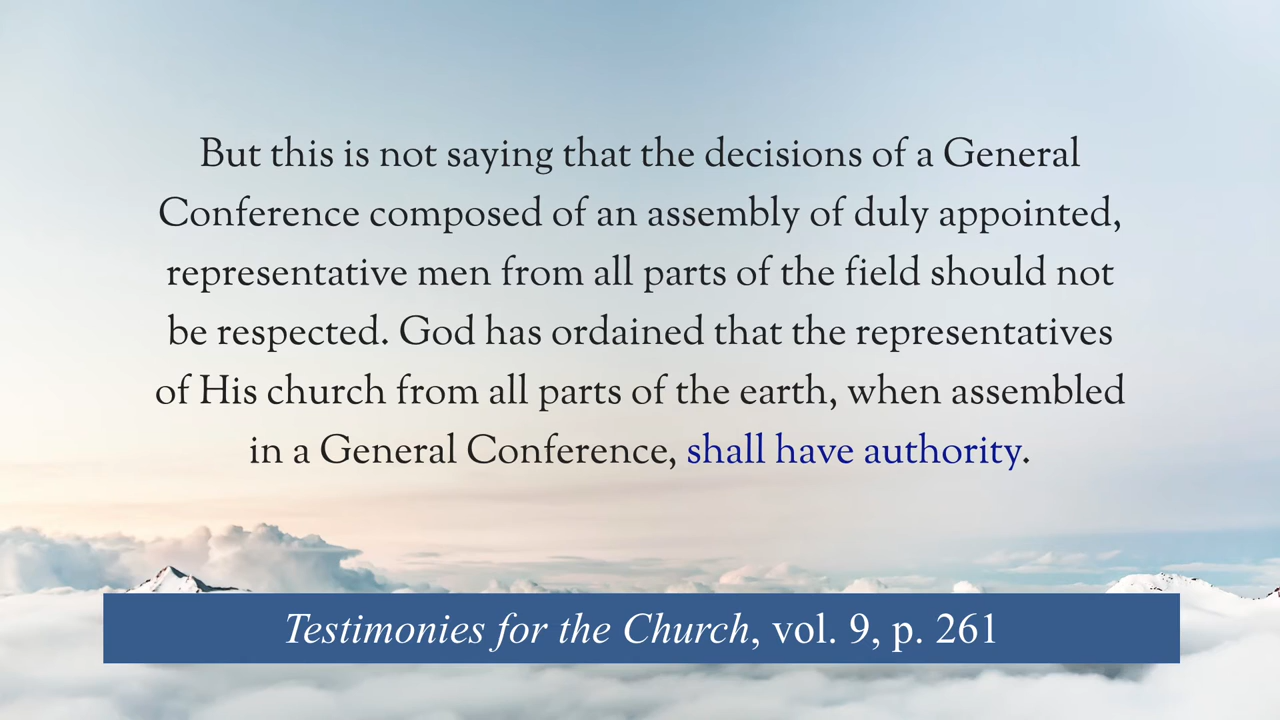 But this is not saying that the decisions of a General
Conference composed of an assembly of duly appointed,
representative men from all parts of the field should not
be respected. God has ordained that the representatives
of His church from all parts of the earth, when assembled
in a General Conference, shall have authority.
Testimonies for the Church, vol. 9, p. 261